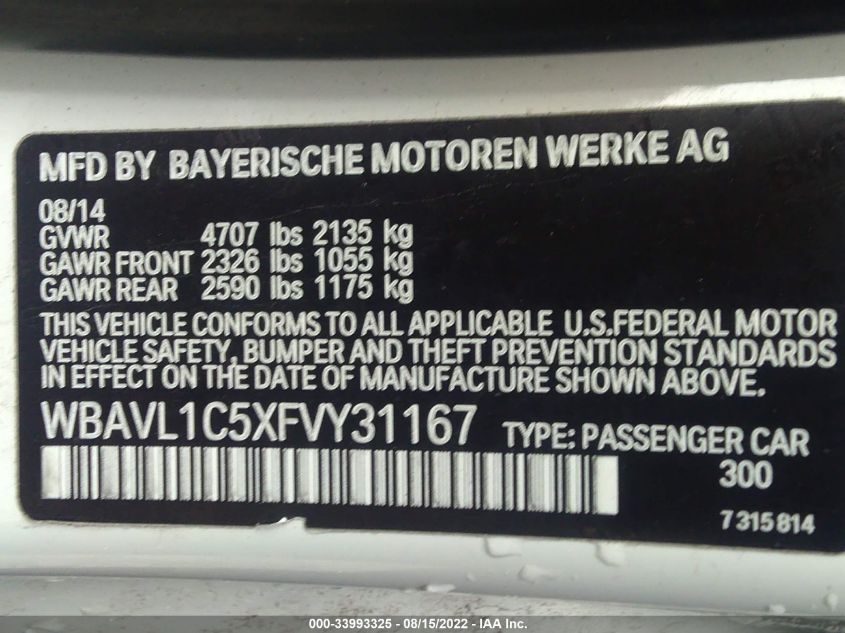 MFD BY BAYERISCHE MOTOREN WERKE AG
08/14
GVWR 4707 lbs 2135 kg
GAWR FRONT 2326 lbs 1055 kg
GAWR REAR 2590 lbs 1175 kg
THIS VEHICLE CONFORMS TO ALL APPLICABLE U.S.FEDERAL MOTOR
VEHICLE SAFETY, BUMPER AND THEFT PREVENTION STANDARDS
IN EFFECT ON THE DATE OF MANUFACTURE SHOWN ABOVE.
WBAVL1C5XFVY31167 TYPE: PASSENGER CAR
300
7315814
000-33993325 - 08/15/2022 - IAA Inc.